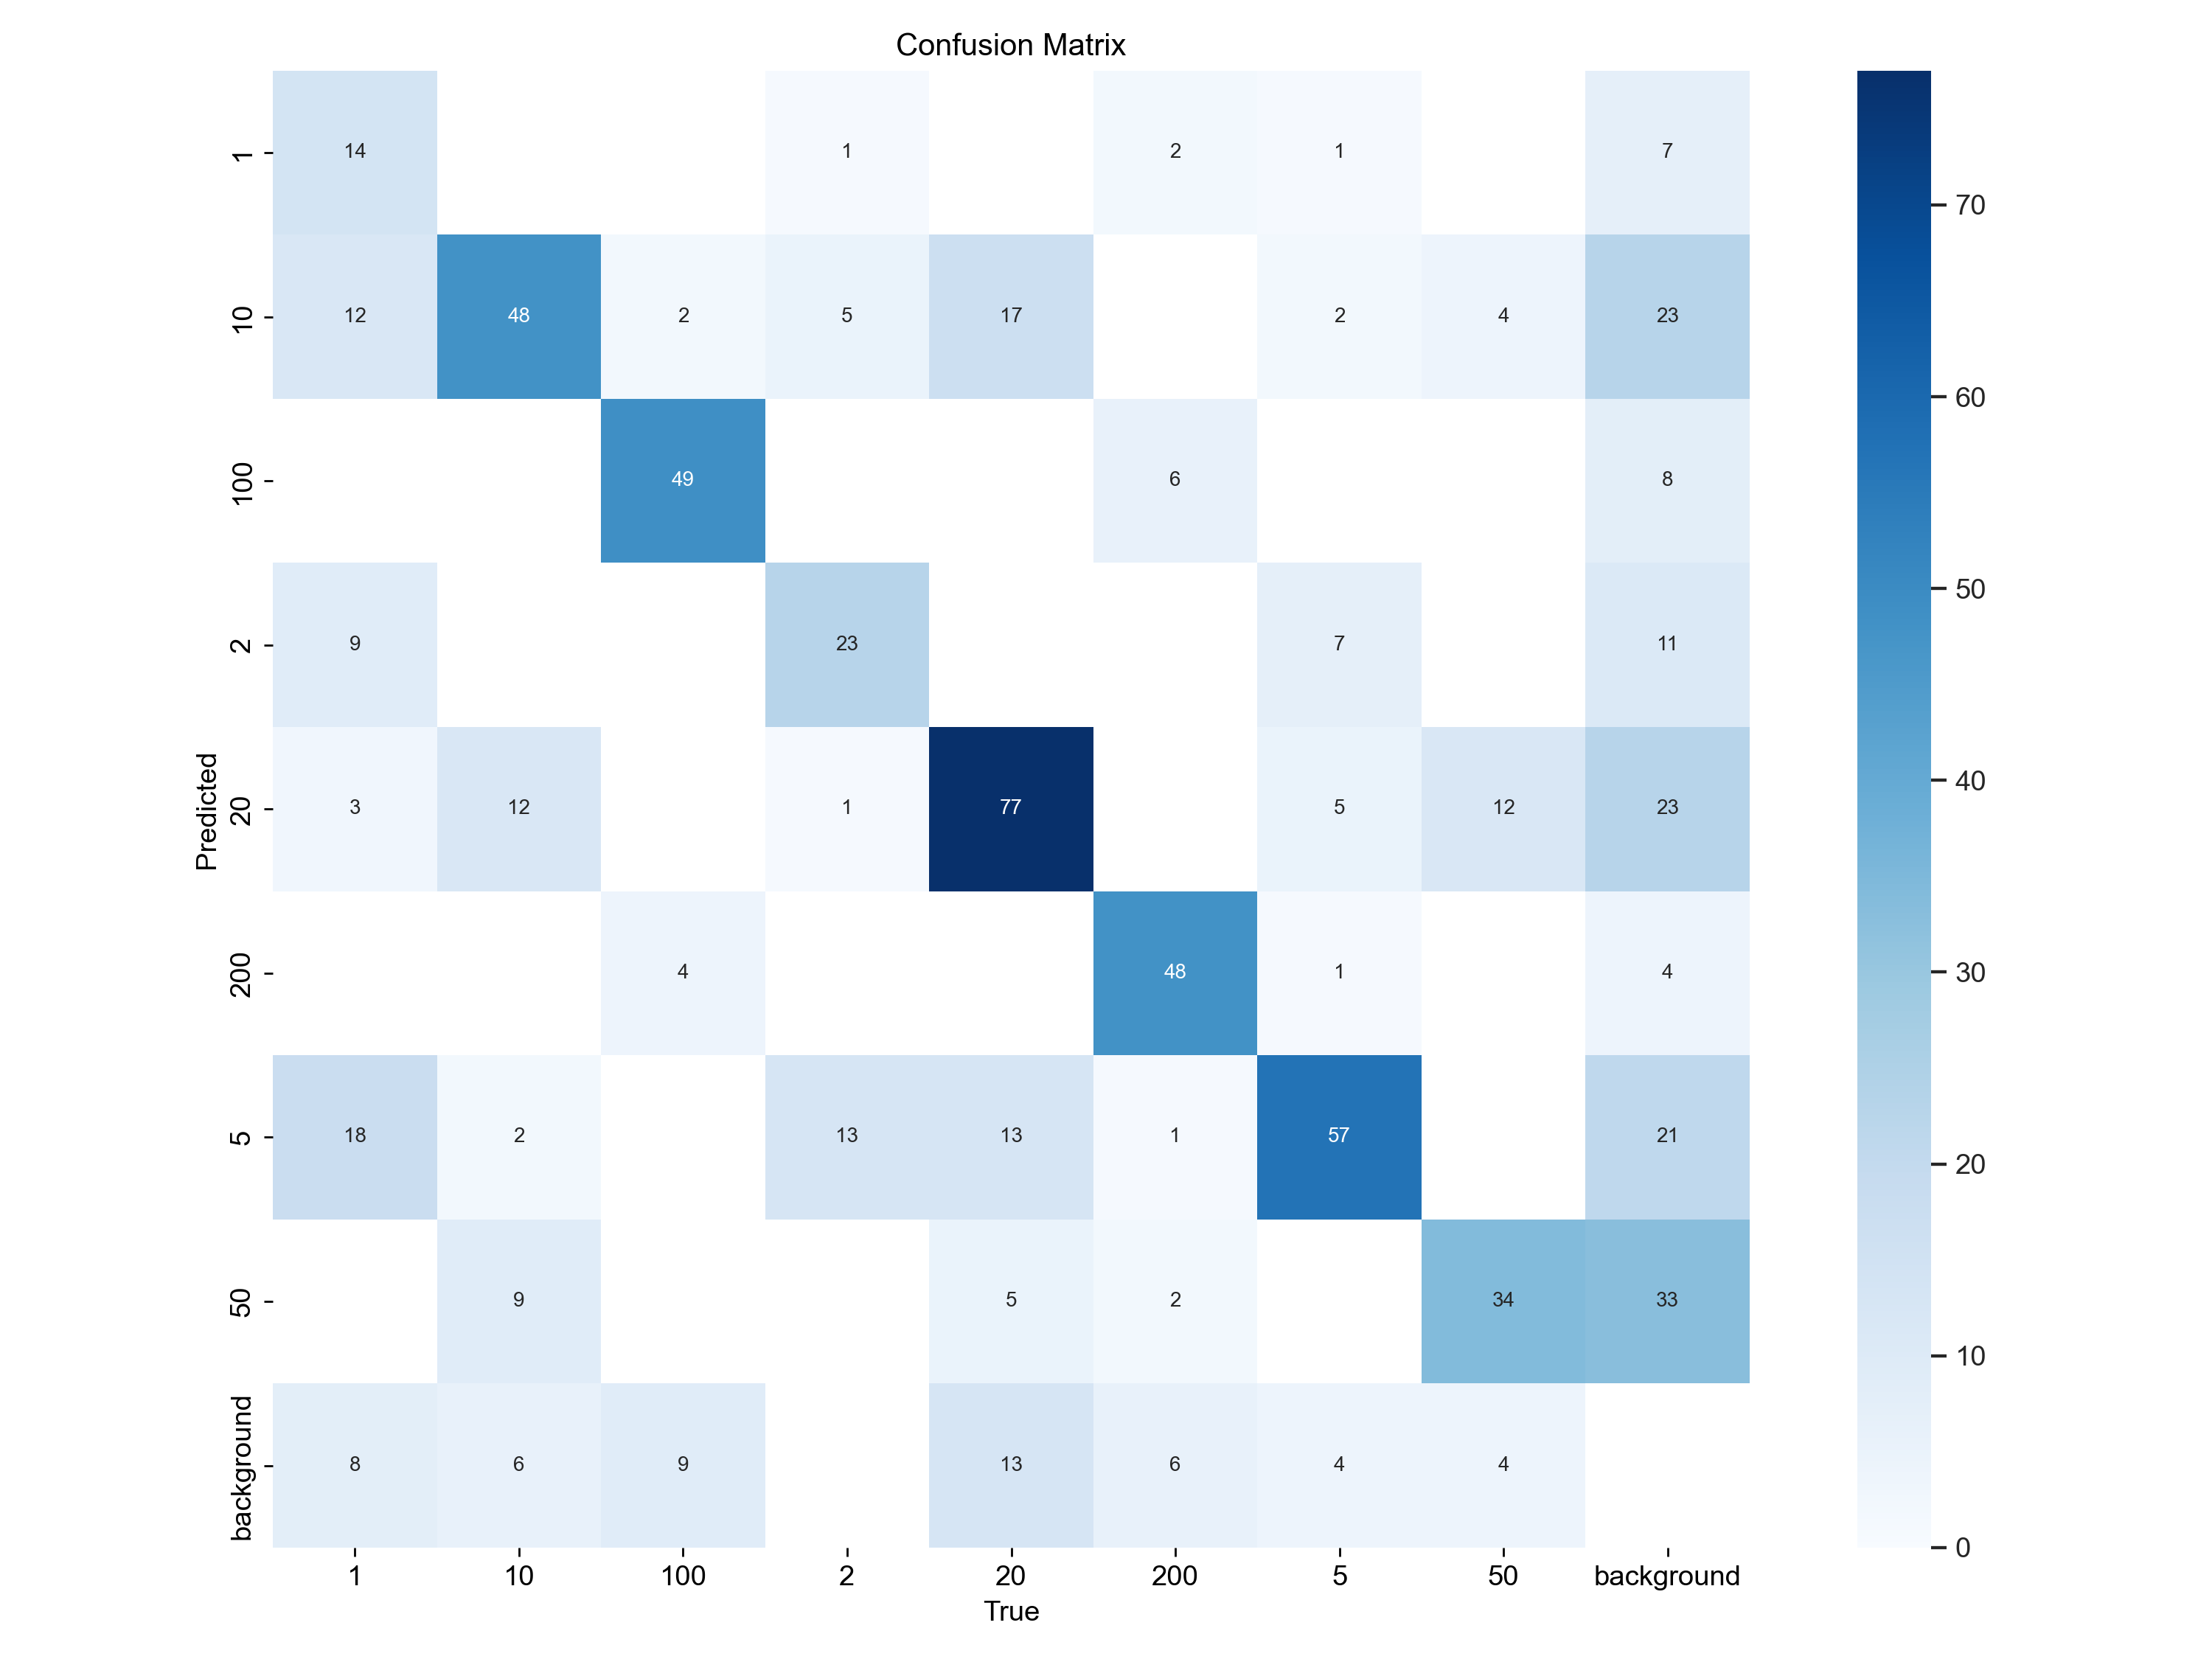 Confusion Matrix
1 14 1 2 1 7
10 12 48 2 5 17 2 4 23
100 49 6 8
2 9 23 7 11
20 3 12 1 77 5 12 23
200 4 48 1 4
5 18 2 13 13 1 57 21
50 9 5 2 34 33
background 8 6 9 13 6 4 4
1 10 100 2 20 200 5 50 background
True
Predicted
70
60
50
40
30
20
10
0